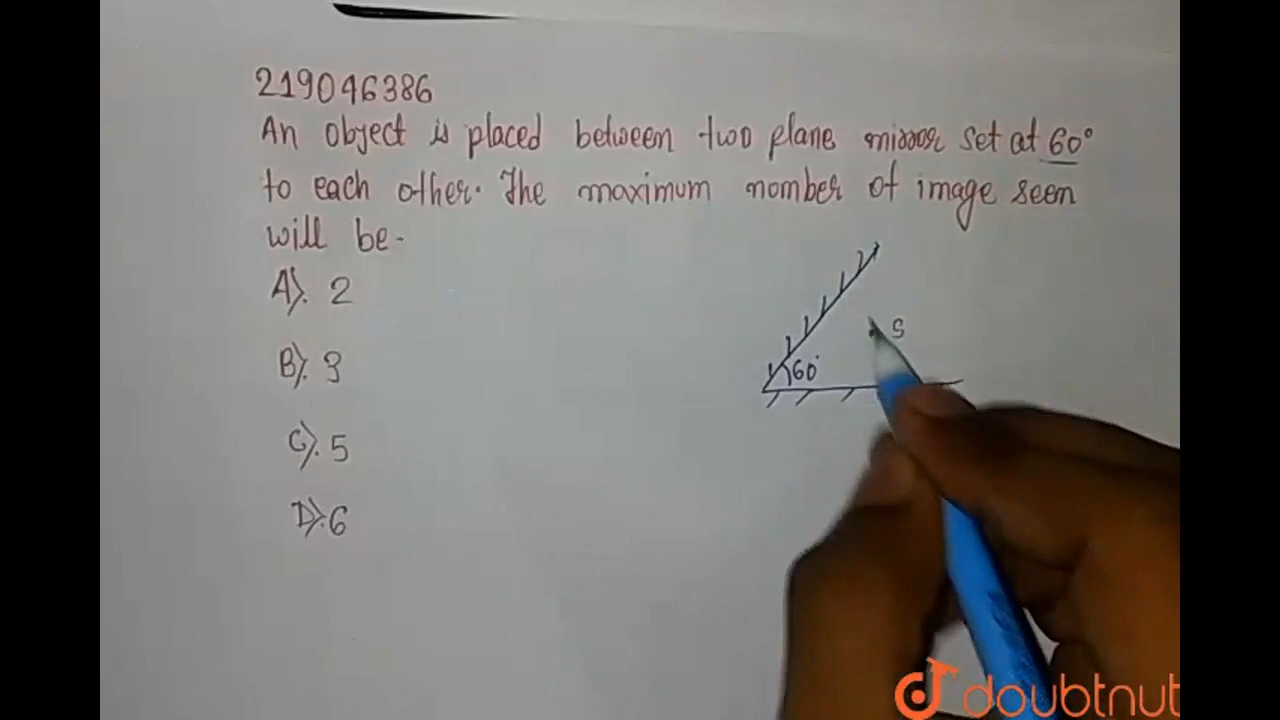 219046386
An object is placed between two plane mirror set at 60°
to each other. The maximum nomber of image seen
will be.
A). 2
B). 3
C). 5
D). 6
S
60°
doubtnut